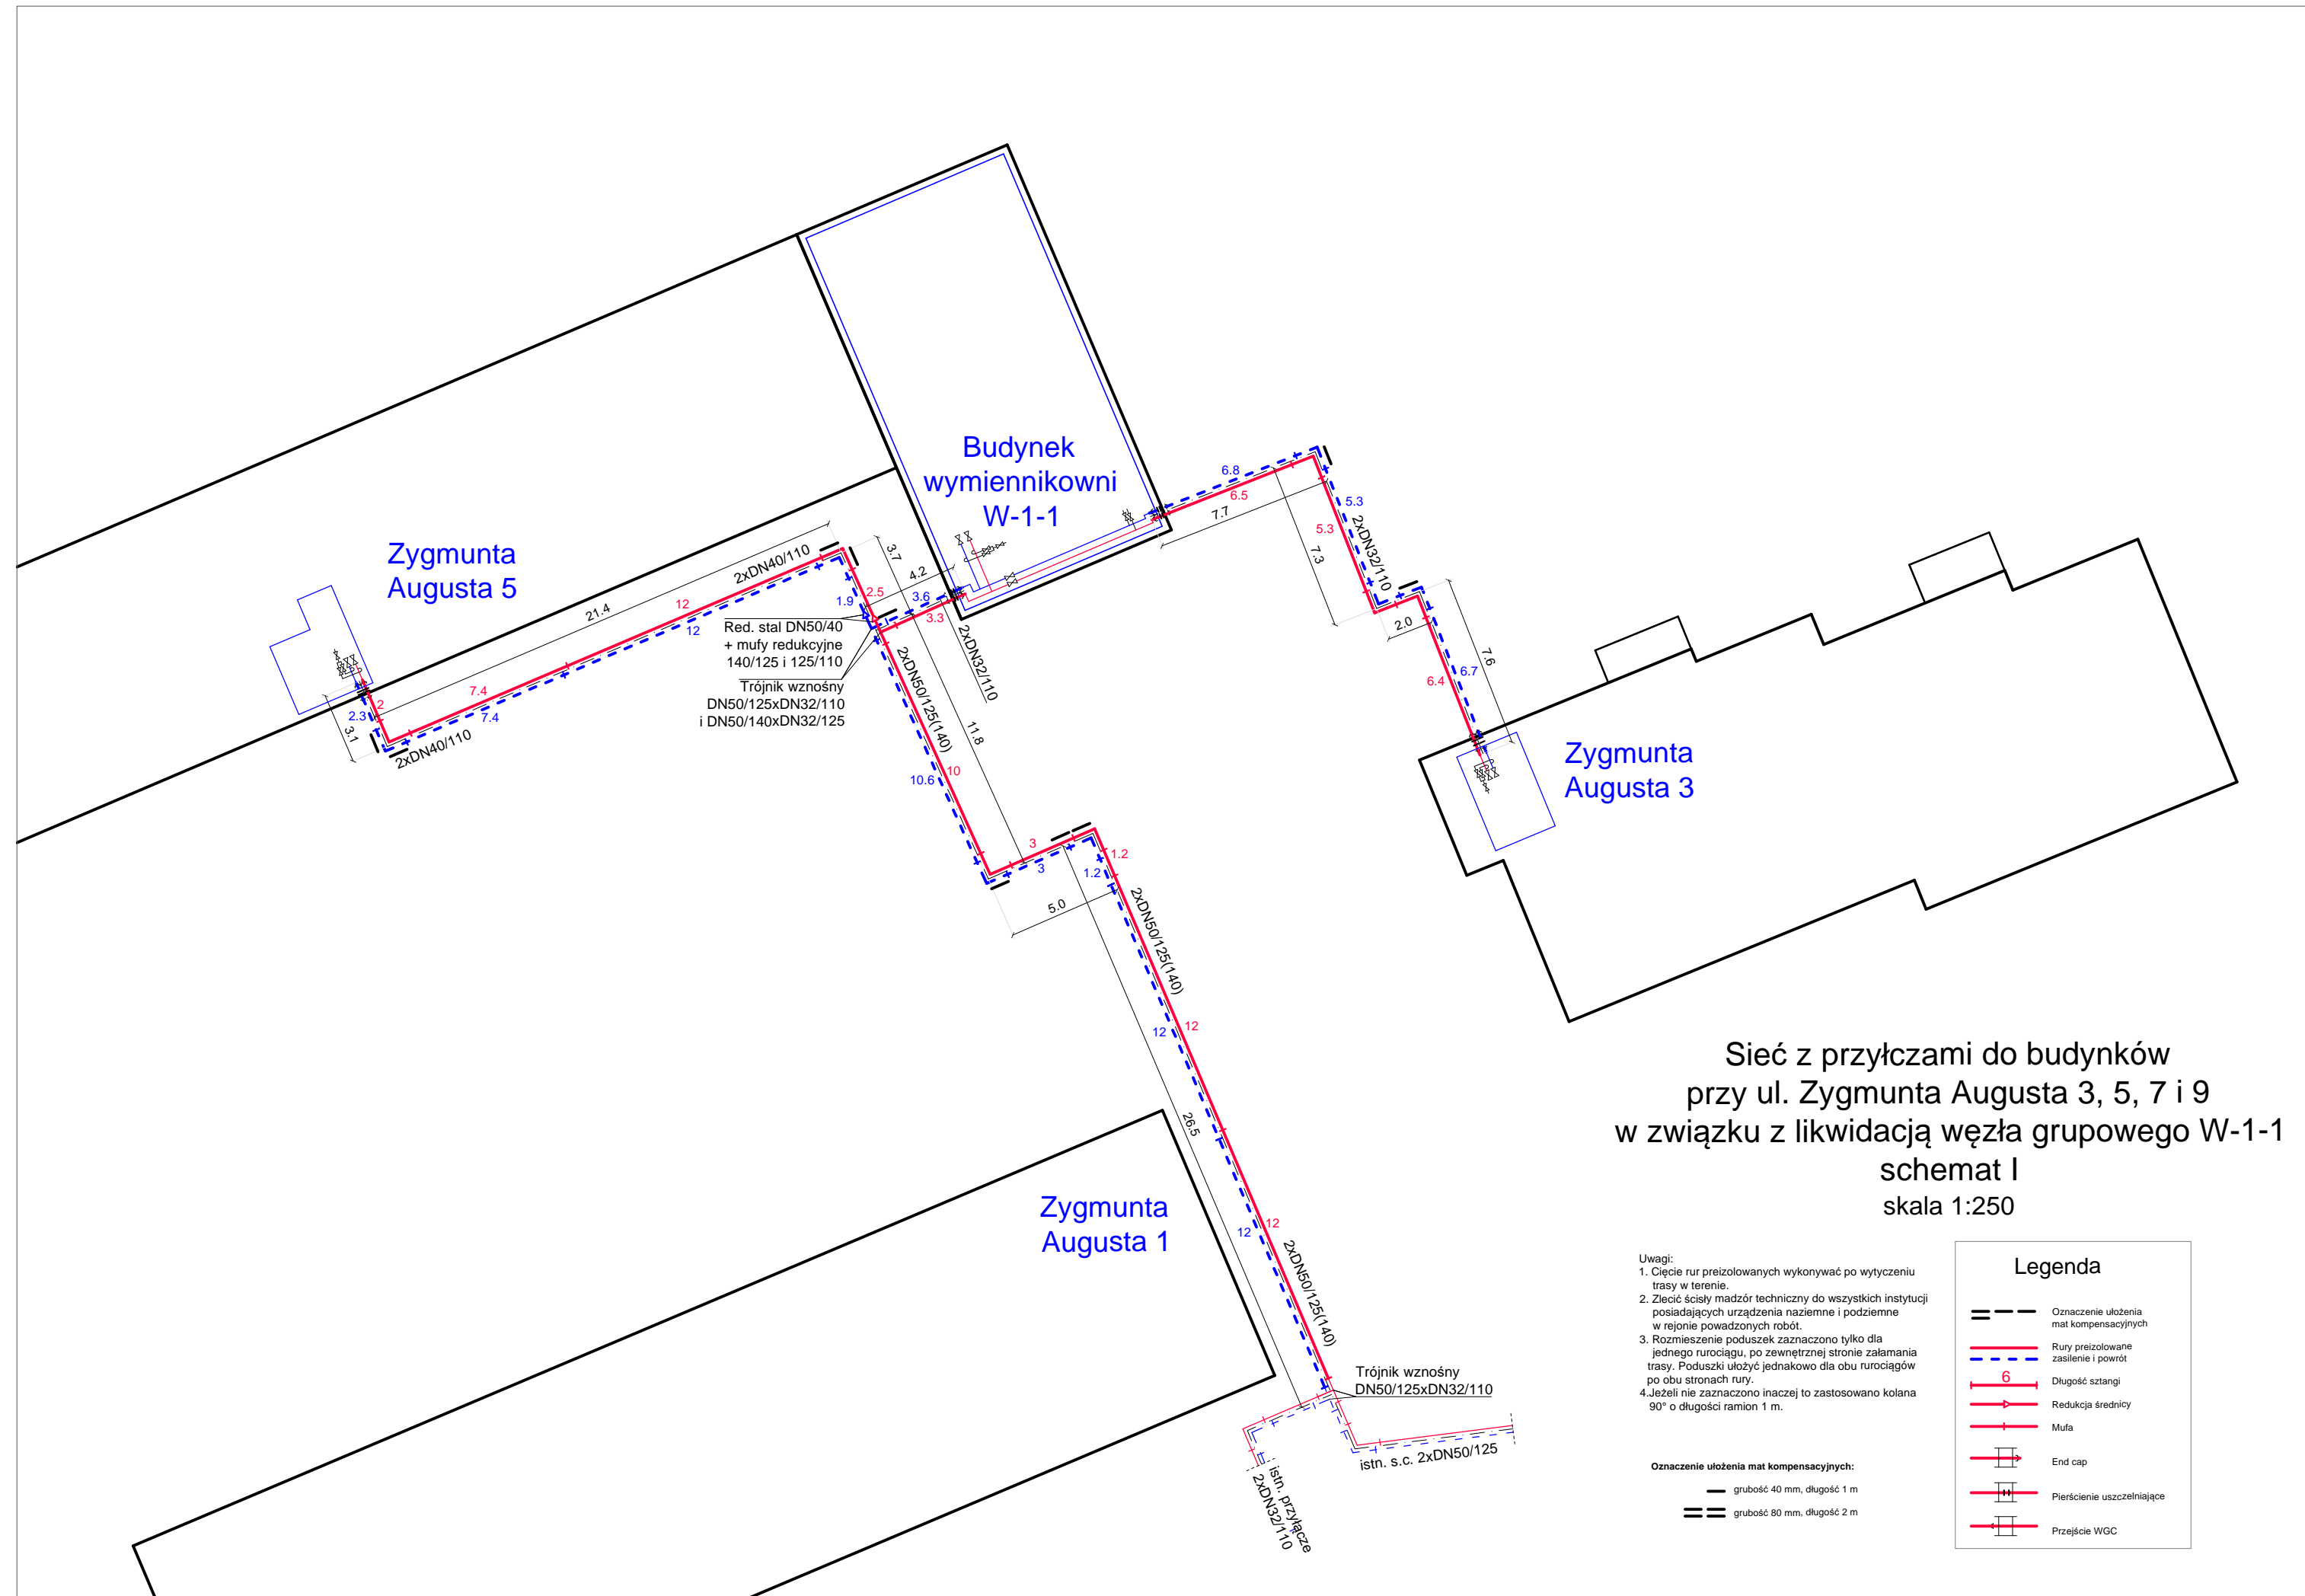 Budynek
wymiennikowni
W-1-1
Zygmunta
Augusta 5
Zygmunta
Augusta 3
Zygmunta
Augusta 1
21.4
12
12
7.4
7.4
2xDN40/110
2xDN40/110
2
2.3
3.1
3.7
4.2
2.5
1.9
3.6
3.3
2xDN32/110
Red. stal DN50/40
+ mufy redukcyjne
140/125 i 125/110
Trójnik wznośny
DN50/125xDN32/110
i DN50/140xDN32/125
2xDN50/125(140)
11.8
10
10.6
3
3
5.0
1.2
1.2
2xDN50/125(140)
12
12
26.5
12
12
2xDN50/125(140)
Trójnik wznośny
DN50/125xDN32/110
istn. s.c. 2xDN50/125
istn. przyłącze
2xDN32/110
6.8
6.5
7.7
5.3
5.3
7.3
2xDN32/110
2.0
7.6
6.7
6.4
Sieć z przyłczami do budynków
przy ul. Zygmunta Augusta 3, 5, 7 i 9
w związku z likwidacją węzła grupowego W-1-1
schemat I
skala 1:250
Uwagi:
1. Cięcie rur preizolowanych wykonywać po wytyczeniu
trasy w terenie.
2. Zlecić ścisły madzór techniczny do wszystkich instytucji
posiadających urządzenia naziemne i podziemne
w rejonie powadzonych robót.
3. Rozmieszenie poduszek zaznaczono tylko dla
jednego rurociągu, po zewnętrznej stronie załamania
trasy. Poduszki ułożyć jednakowo dla obu rurociągów
po obu stronach rury.
4.Jeżeli nie zaznaczono inaczej to zastosowano kolana
90° o długości ramion 1 m.
Oznaczenie ułożenia mat kompensacyjnych:
grubość 40 mm, długość 1 m
grubość 80 mm, długość 2 m
Legenda
Oznaczenie ułożenia
mat kompensacyjnych
Rury preizolowane
zasilenie i powrót
6
Długość sztangi
Redukcja średnicy
Mufa
End cap
Pierścienie uszczelniające
Przejście WGC